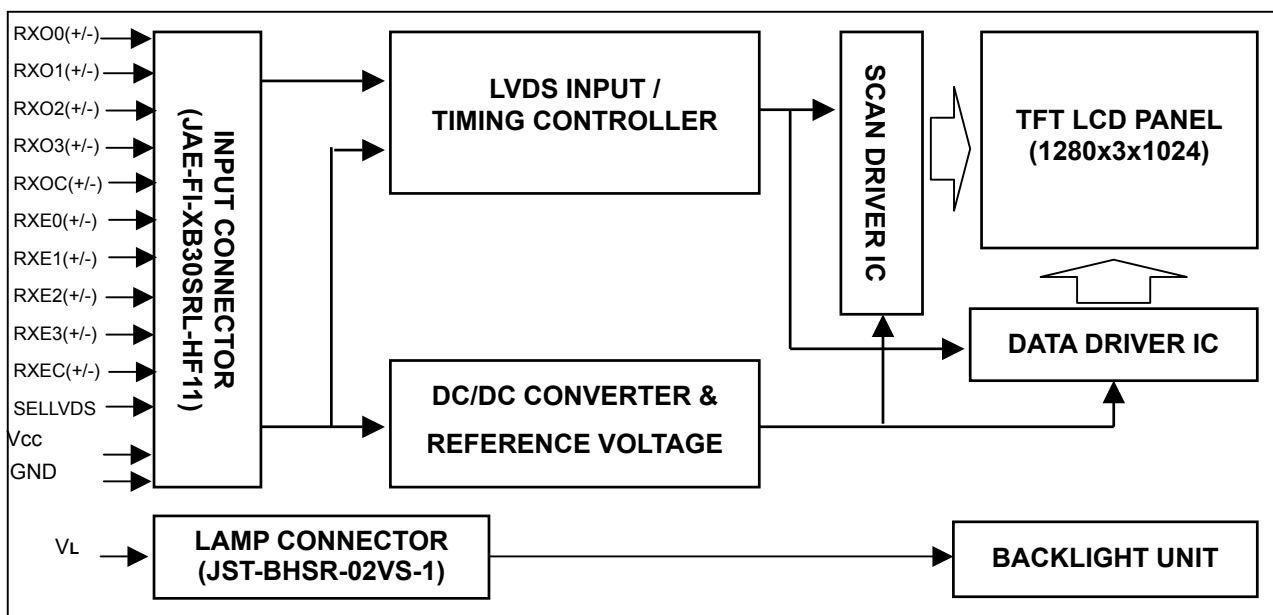 RXO0(+/-)
RXO1(+/-)
RXO2(+/-)
RXO3(+/-)
RXOC(+/-)
RXE0(+/-)
RXE1(+/-)
RXE2(+/-)
RXE3(+/-)
RXEC(+/-)
SELLVDS
Vcc
GND
INPUT CONNECTOR
(JAE-FI-XB30SRL-HF11)
LVDS INPUT /
TIMING CONTROLLER
SCAN DRIVER IC
TFT LCD PANEL
(1280x3x1024)
DATA DRIVER IC
DC/DC CONVERTER &
REFERENCE VOLTAGE
VL
LAMP CONNECTOR
(JST-BHSR-02VS-1)
BACKLIGHT UNIT